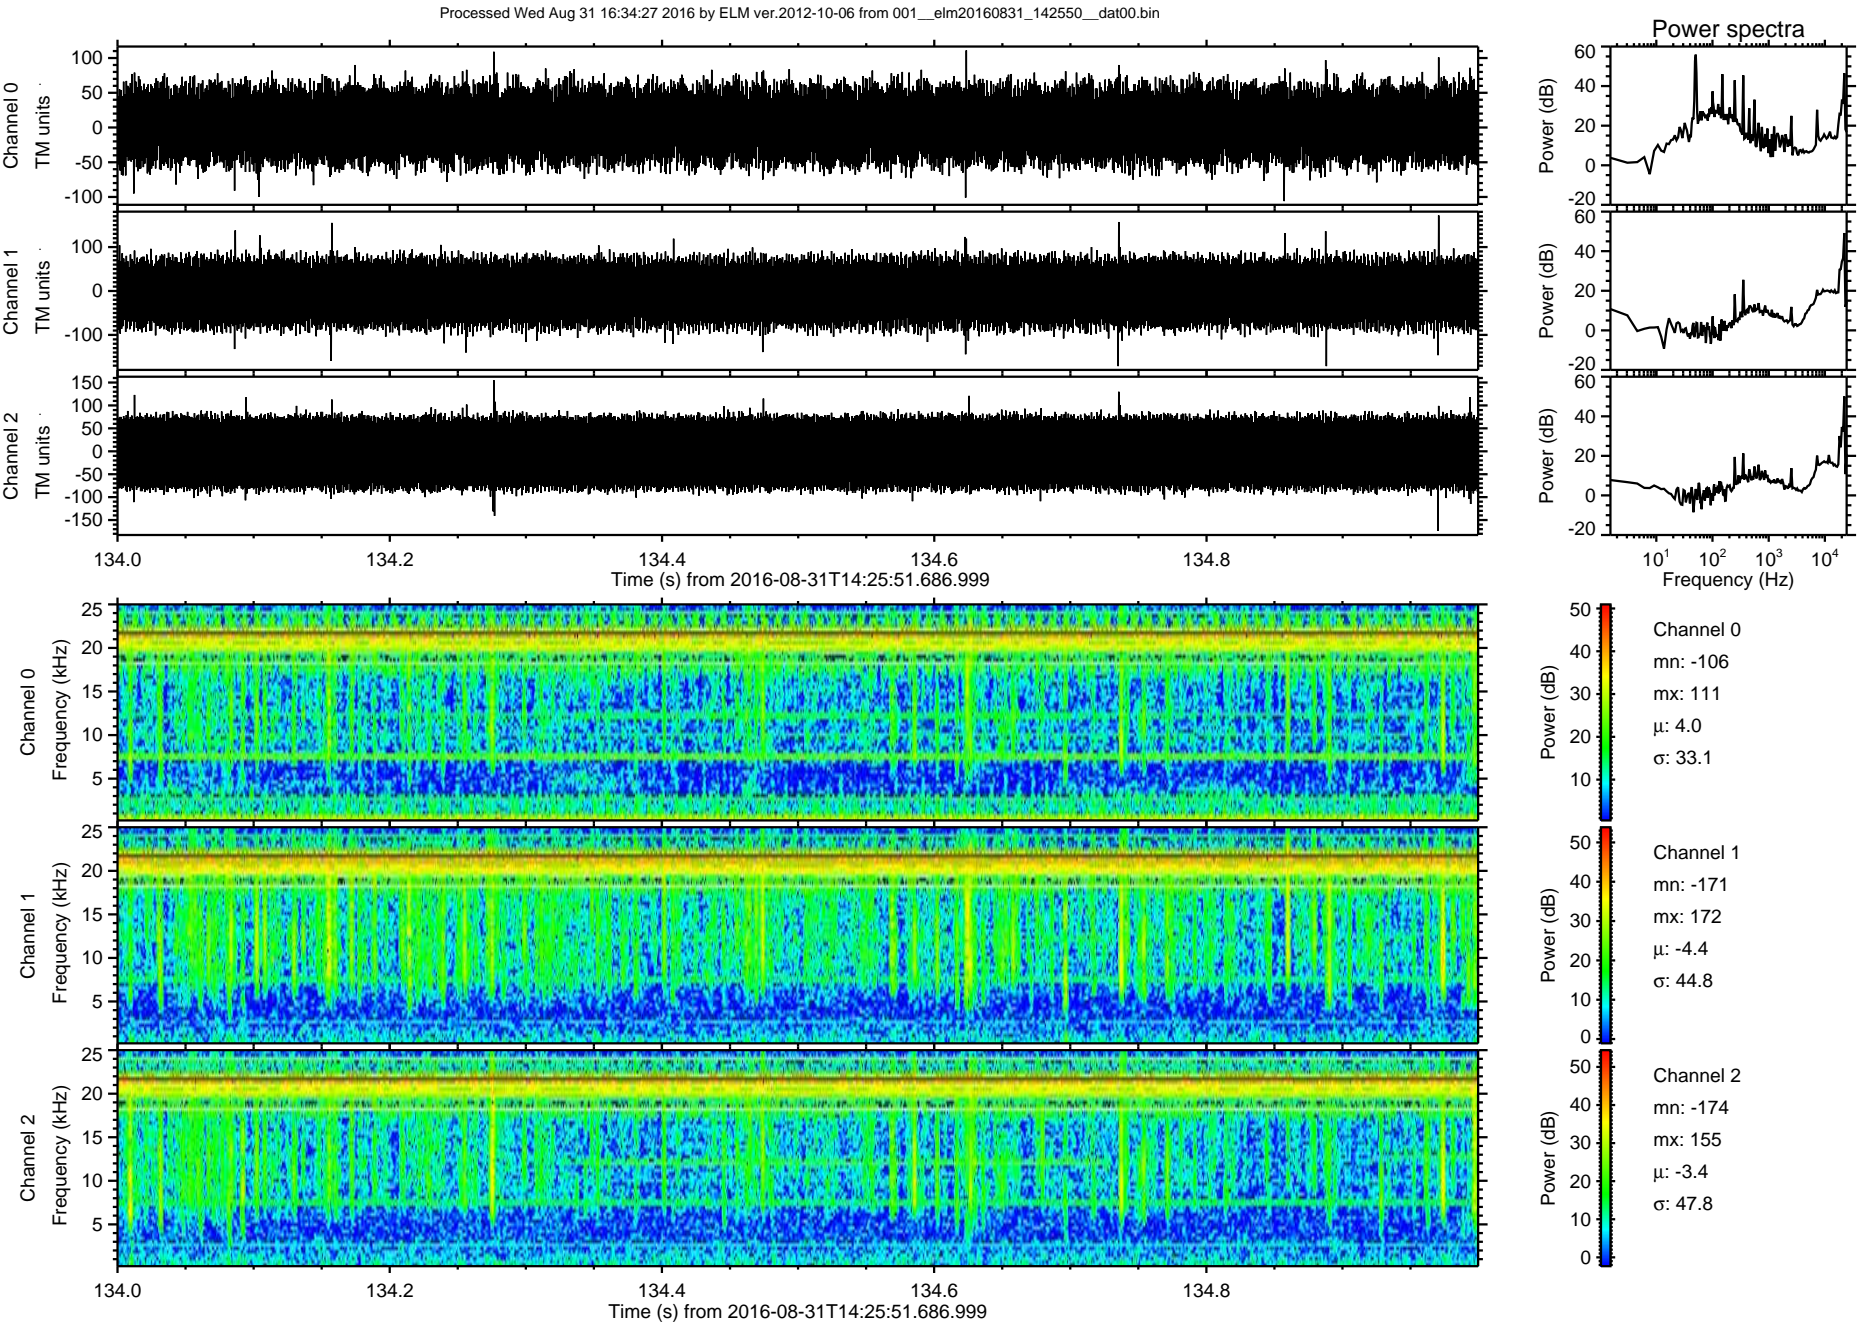 Processed Wed Aug 31 16:34:27 2016 by ELM ver.2012-10-06 from 001__elm20160831_142550__dat00.bin
Power spectra
Channel 0
TM units
100
50
0
-50
-100
Power (dB)
60
40
20
0
-20
Channel 1
TM units
100
0
-100
Power (dB)
60
40
20
0
-20
Channel 2
TM units
150
100
50
0
-50
-100
-150
Power (dB)
60
40
20
0
-20
134.0 134.2 134.4 134.6 134.8
Time (s) from 2016-08-31T14:25:51.686.999
10¹ 10² 10³ 10⁴
Frequency (Hz)
Channel 0
Frequency (kHz)
25
20
15
10
5
Power (dB)
50
40
30
20
10
Channel 0
mn: -106
mx: 111
μ: 4.0
σ: 33.1
Channel 1
Frequency (kHz)
25
20
15
10
5
Power (dB)
50
40
30
20
10
0
Channel 1
mn: -171
mx: 172
μ: -4.4
σ: 44.8
Channel 2
Frequency (kHz)
25
20
15
10
5
Power (dB)
50
40
30
20
10
0
Channel 2
mn: -174
mx: 155
μ: -3.4
σ: 47.8
134.0 134.2 134.4 134.6 134.8
Time (s) from 2016-08-31T14:25:51.686.999